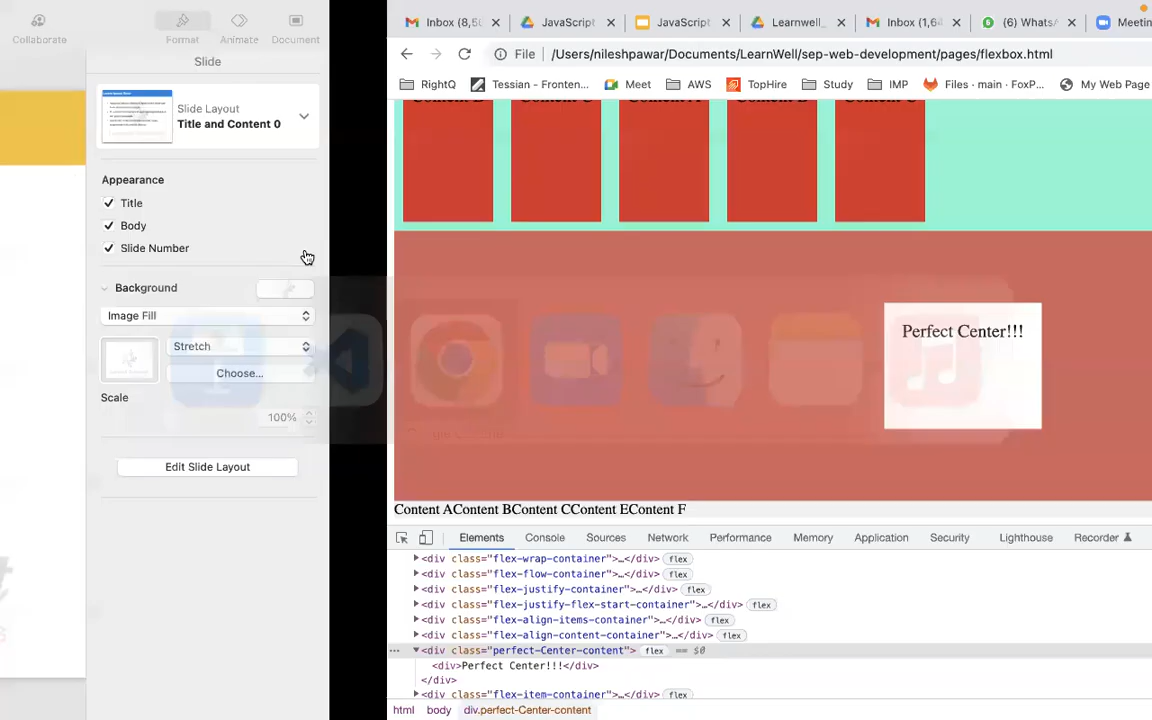 Collaborate
Format
Animate
Document
Slide
Slide Layout
Title and Content 0
Appearance
Title
Body
Slide Number
Background
Image Fill
Stretch
Choose...
Scale
100%
Edit Slide Layout
Inbox (8,50
JavaScript
JavaScript
Learnwell_
Inbox (1,64
(6) Whats
Meetin
File
/Users/nileshpawar/Documents/LearnWell/sep-web-development/pages/flexbox.html
RightQ
Tessian - Fronten...
Meet
AWS
TopHire
Study
IMP
Files · main · FoxP...
My Web Page
Perfect Center!!!
Content AContent BContent CContent EContent F
Elements
Console
Sources
Network
Performance
Memory
Application
Security
Lighthouse
Recorder
<div class="flex-wrap-container">…</div> flex
<div class="flex-flow-container">…</div> flex
<div class="flex-justify-container">…</div> flex
<div class="flex-justify-flex-start-container">…</div> flex
<div class="flex-align-items-container">…</div> flex
<div class="flex-align-content-container">…</div> flex
<div class="perfect-Center-content"> flex == $0
<div>Perfect Center!!!</div>
</div>
<div class="flex-item-container">…</div> flex
html
body
div.perfect-Center-content